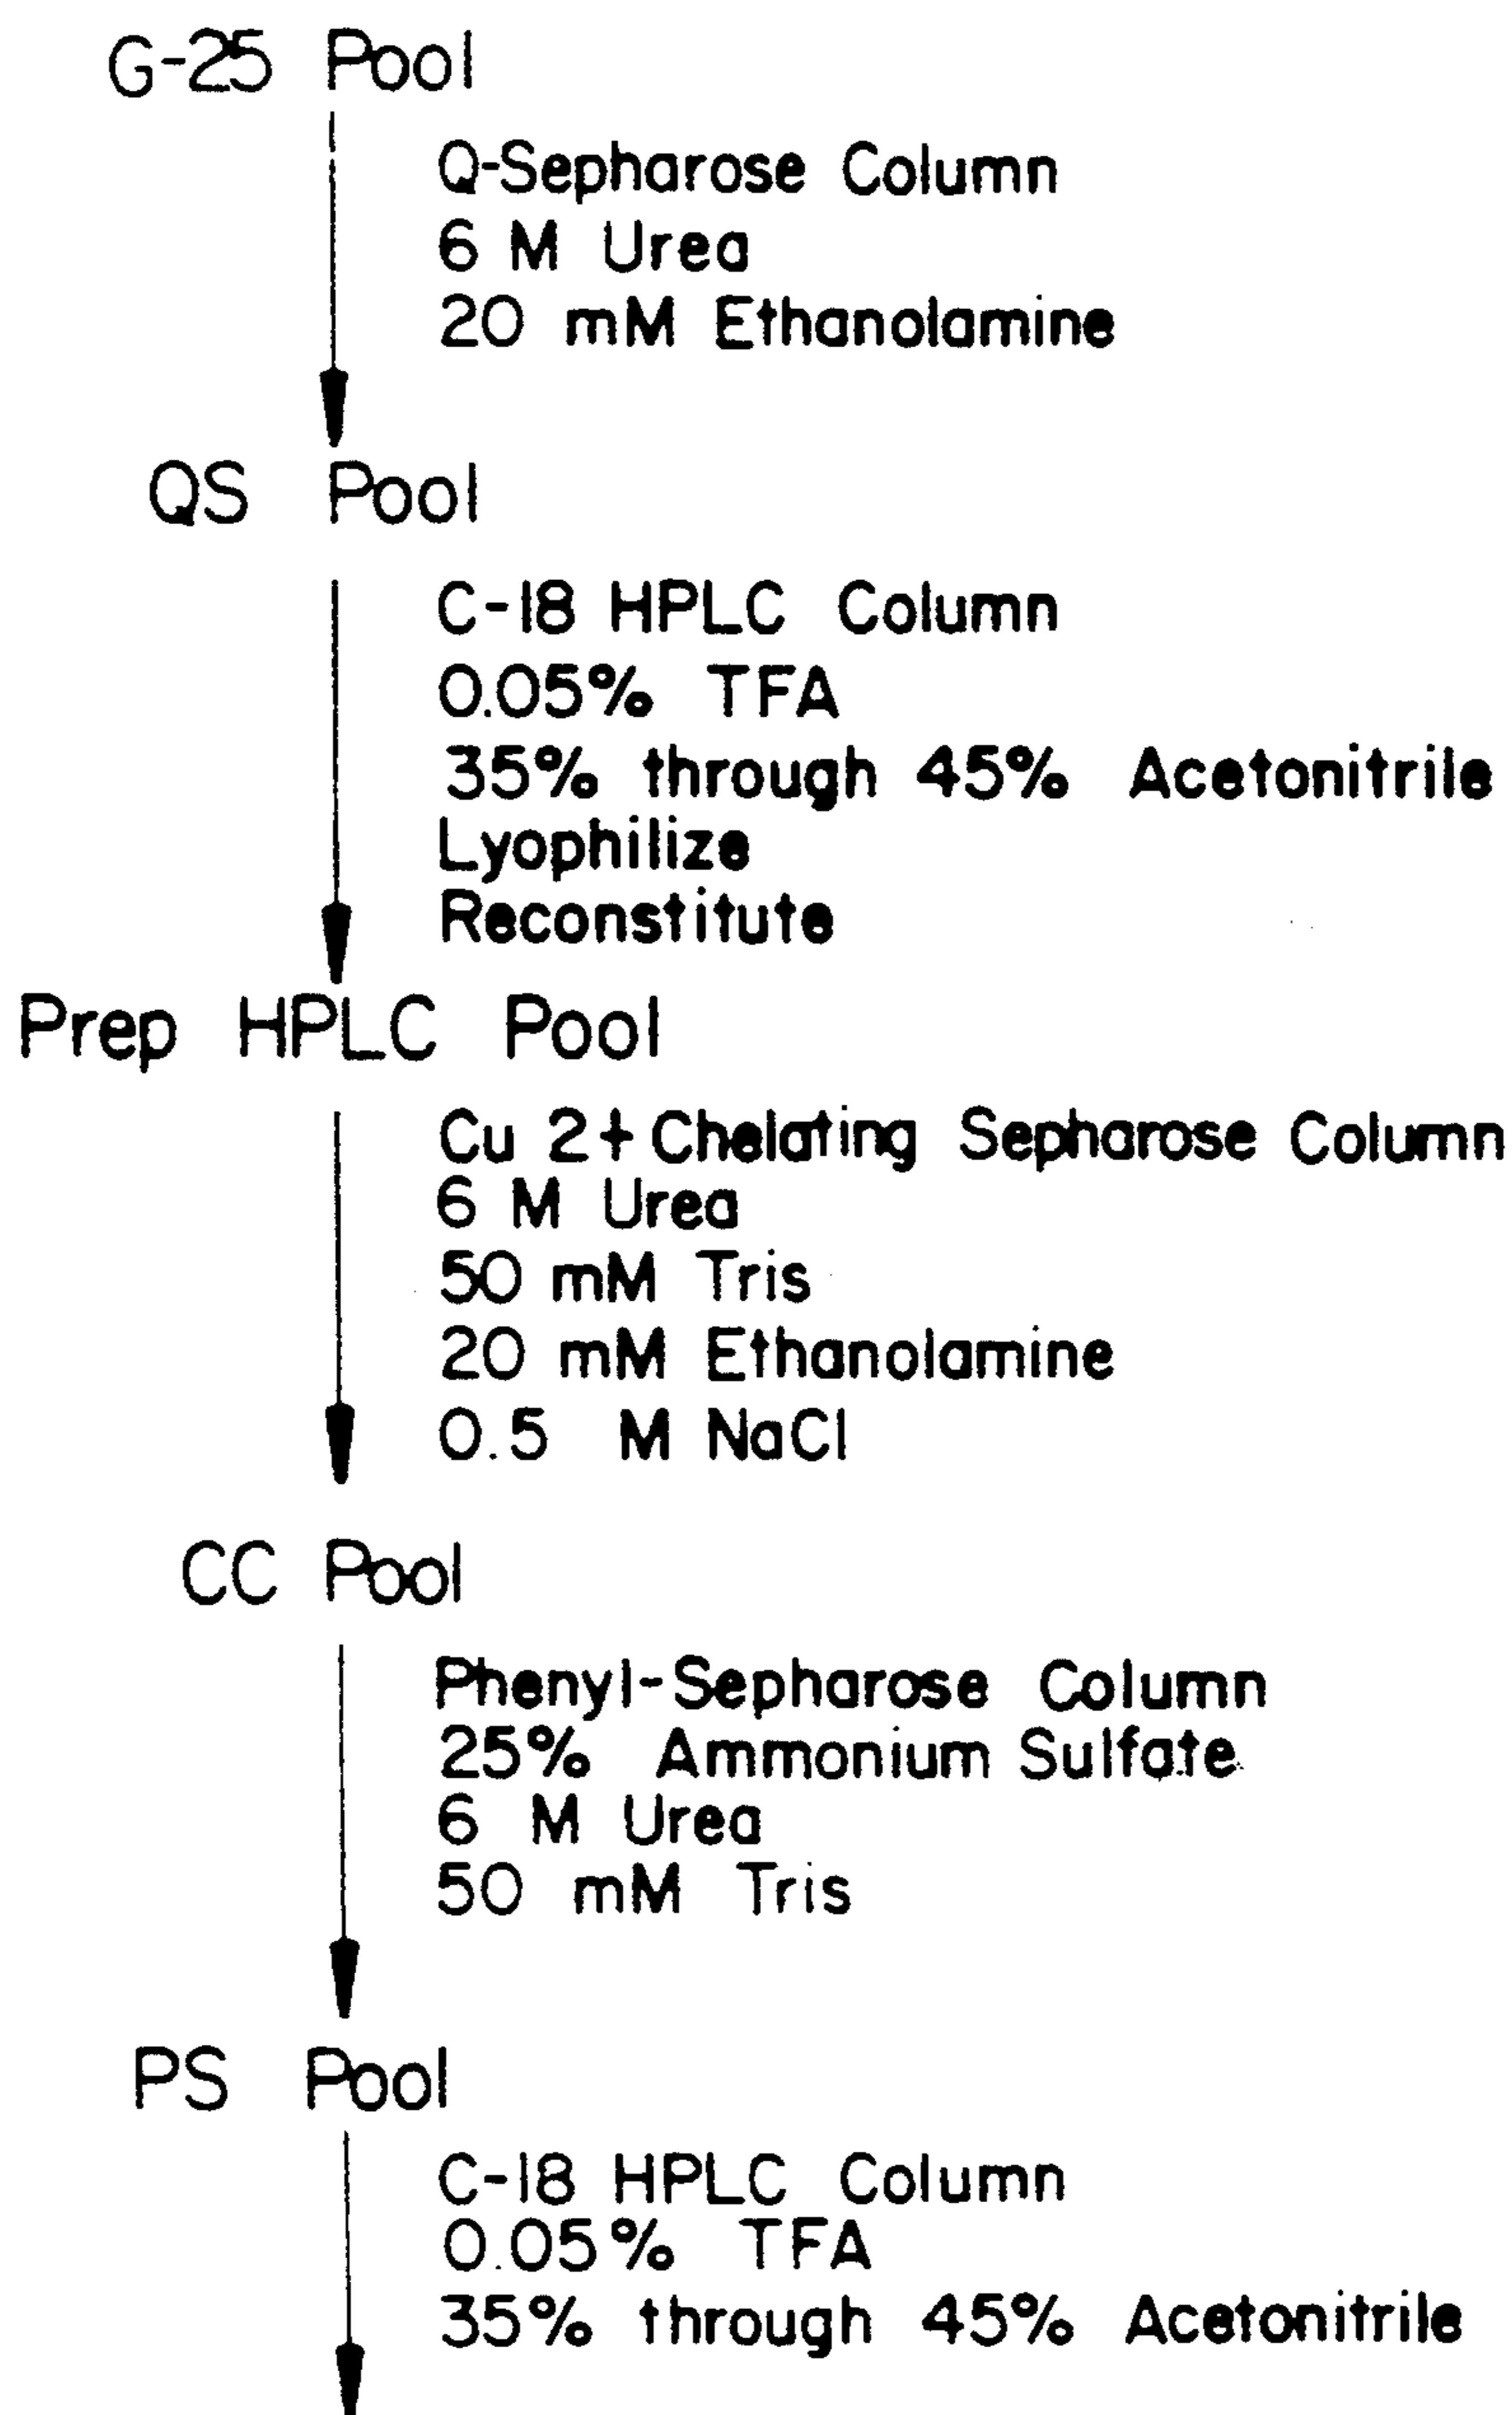 G-25 Pool
Q-Sepharose Column
6 M Urea
20 mM Ethanolamine
QS Pool
C-18 HPLC Column
0.05% TFA
35% through 45% Acetonitrile
Lyophilize
Reconstitute
Prep HPLC Pool
Cu 2+ Chelating Sepharose Column
6 M Urea
50 mM Tris
20 mM Ethanolamine
0.5 M NaCl
CC Pool
Phenyl-Sepharose Column
25% Ammonium Sulfate
6 M Urea
50 mM Tris
PS Pool
C-18 HPLC Column
0.05% TFA
35% through 45% Acetonitrile